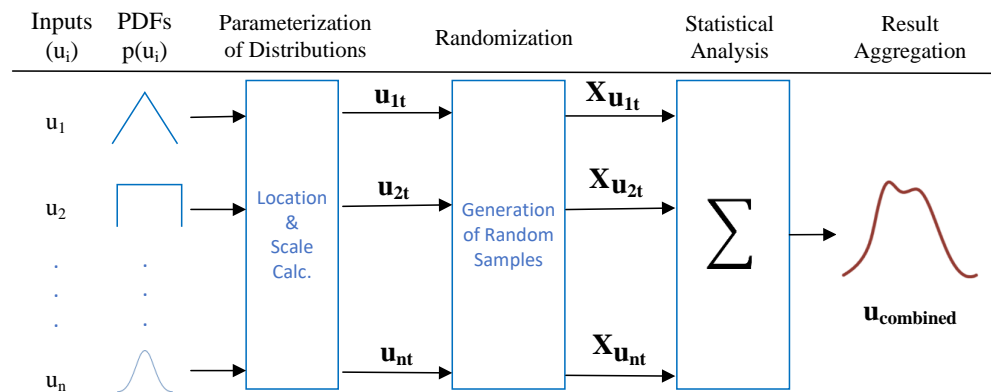 Inputs
(ui)
PDFs
p(ui)
Parameterization
of Distributions
Randomization
Statistical
Analysis
Result
Aggregation
u1
u1t
Xu1t
u2
Location
&
Scale
Calc.
u2t
Generation
of Random
Samples
Xu2t
∑
. .
. .
. .
ucombined
un
unt
Xunt